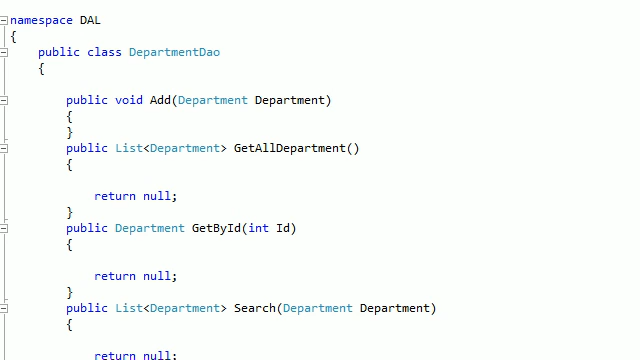 namespace DAL
{
public class DepartmentDao
{
public void Add(Department Department)
{
}
public List<Department> GetAllDepartment()
{
return null;
}
public Department GetById(int Id)
{
return null;
}
public List<Department> Search(Department Department)
{
return null;